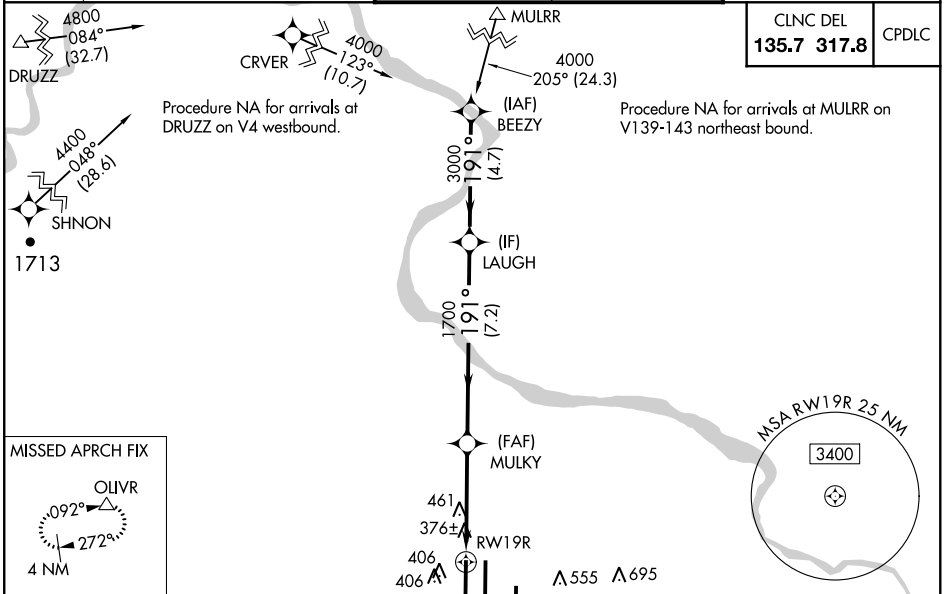 4800
084°
(32.7)
DRUZZ
CRVER
4000
123°
(10.7)
MULRR
4000
205° (24.3)
CLNC DEL
135.7 317.8
CPDLC
Procedure NA for arrivals at
DRUZZ on V4 westbound.
(IAF)
BEEZY
Procedure NA for arrivals at MULRR on
V139-143 northeast bound.
4400
048°
(28.6)
SHNON
1713
3000
191°
(4.7)
(IF)
LAUGH
1700
191°
(7.2)
(FAF)
MULKY
MSA RW19R 25 NM
3400
MISSED APRCH FIX
OLIVR
092°
272°
4 NM
461
376±
RW19R
406
406
555
695